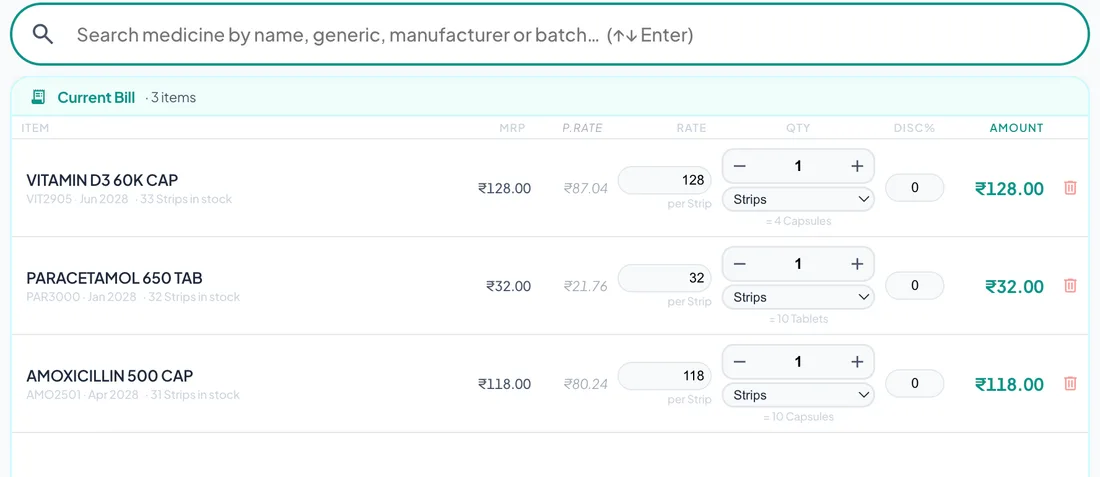 Search medicine by name, generic, manufacturer or batch... (↑↓ Enter)
Current Bill · 3 items
ITEM MRP P.RATE RATE QTY DISC% AMOUNT
VITAMIN D3 60K CAP
VIT2905 · Jun 2028 · 33 Strips in stock
₹128.00 ₹87.04 128 − 1 + 0 ₹128.00
per Strip Strips
= 4 Capsules
PARACETAMOL 650 TAB
PAR3000 · Jan 2028 · 32 Strips in stock
₹32.00 ₹21.76 32 − 1 + 0 ₹32.00
per Strip Strips
= 10 Tablets
AMOXICILLIN 500 CAP
AMO2501 · Apr 2028 · 31 Strips in stock
₹118.00 ₹80.24 118 − 1 + 0 ₹118.00
per Strip Strips
= 10 Capsules